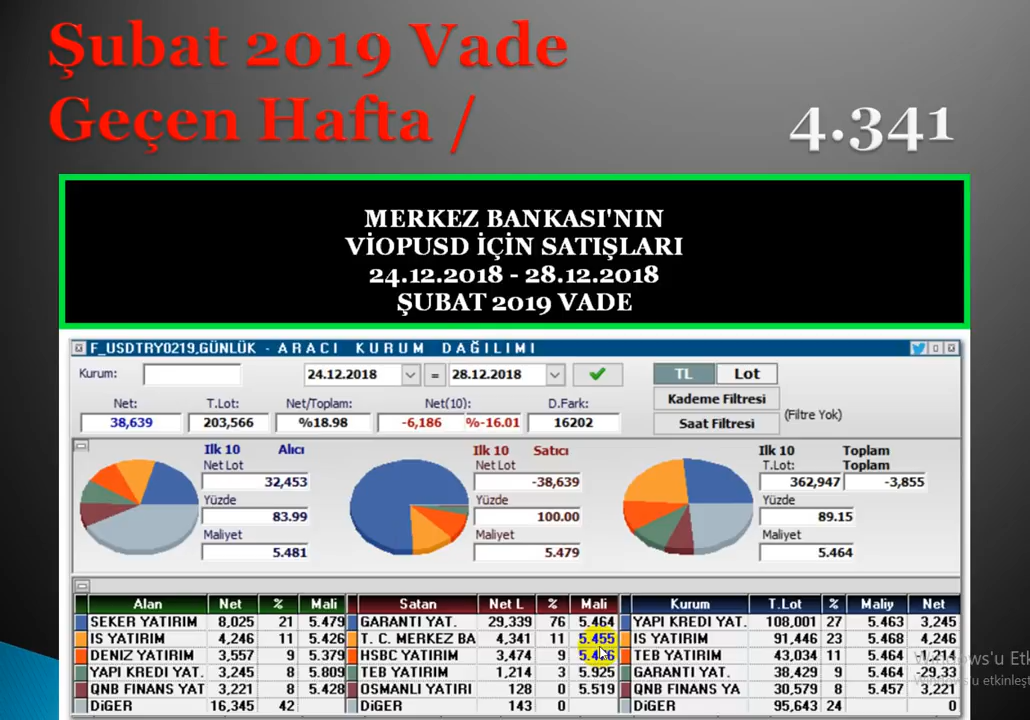 Şubat 2019 Vade
Geçen Hafta / 4.341
MERKEZ BANKASI'NIN
VİOPUSD İÇİN SATIŞLARI
24.12.2018 - 28.12.2018
ŞUBAT 2019 VADE
F_USDTRY0219,GÜNLÜK - ARACI KURUM DAĞILIMI
Kurum: 24.12.2018 = 28.12.2018 TL Lot
Kademe Filtresi
Net: T.Lot: Net/Toplam: Net(10): D.Fark: (Filtre Yok)
38,639 203,566 %18.98 -6,186 %-16.01 16202 Saat Filtresi
Ilk 10 Alıcı Ilk 10 Satıcı Ilk 10 Toplam
Net Lot Net Lot T.Lot: Toplam
32,453 -38,639 362,947 -3,855
Yüzde Yüzde Yüzde
83.99 100.00 89.15
Maliyet Maliyet Maliyet
5.481 5.479 5.464
Alan Net % Mali Satan Net L % Mali Kurum T.Lot % Maliy Net
SEKER YATIRIM 8,025 21 5.479 GARANTI YAT. 29,339 76 5.464 YAPI KREDI YAT. 108,001 27 5.463 3,245
IS YATIRIM 4,246 11 5.426 T. C. MERKEZ BA 4,341 11 5.455 IS YATIRIM 91,446 23 5.468 4,246
DENIZ YATIRIM 3,557 9 5.379 HSBC YATIRIM 3,474 9 TEB YATIRIM 43,034 11 5.464 -1,214
YAPI KREDI YAT. 3,245 8 5.809 TEB YATIRIM 1,214 3 5.925 GARANTI YAT. 38,429 9 5.464 -29,33
QNB FINANS YAT 3,221 8 5.428 OSMANLI YATIRI 128 0 5.519 QNB FINANS YA 30,579 8 5.457 3,221
DiGER 16,345 42 DiGER 143 0 DiGER 95,643 24 0
Windows'u Etk
Windows'u etkinleşt